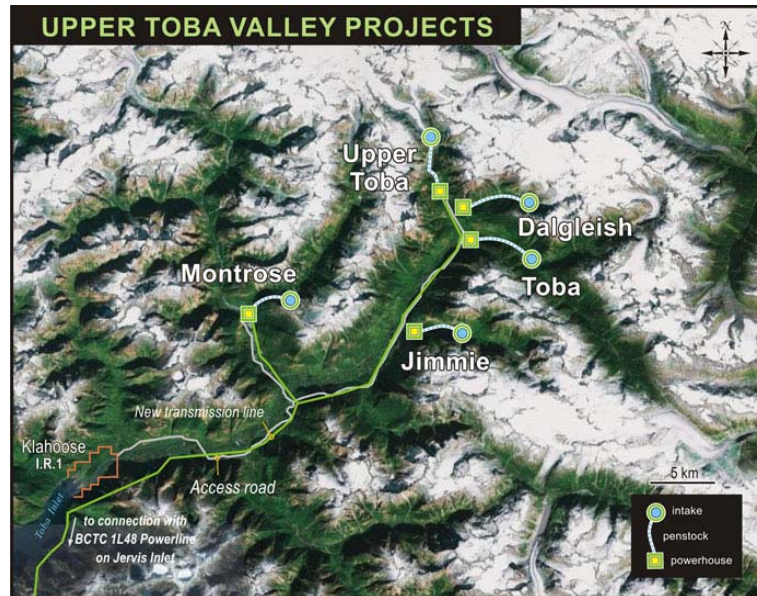 UPPER TOBA VALLEY PROJECTS
N
Upper
Toba
Dalgleish
Toba
Montrose
Jimmie
New transmission line
Klahoose
I.R.1
Access road
Toba Inlet
to connection with
BCTC 1L48 Powerline
on Jervis Inlet
5 km
intake
penstock
powerhouse